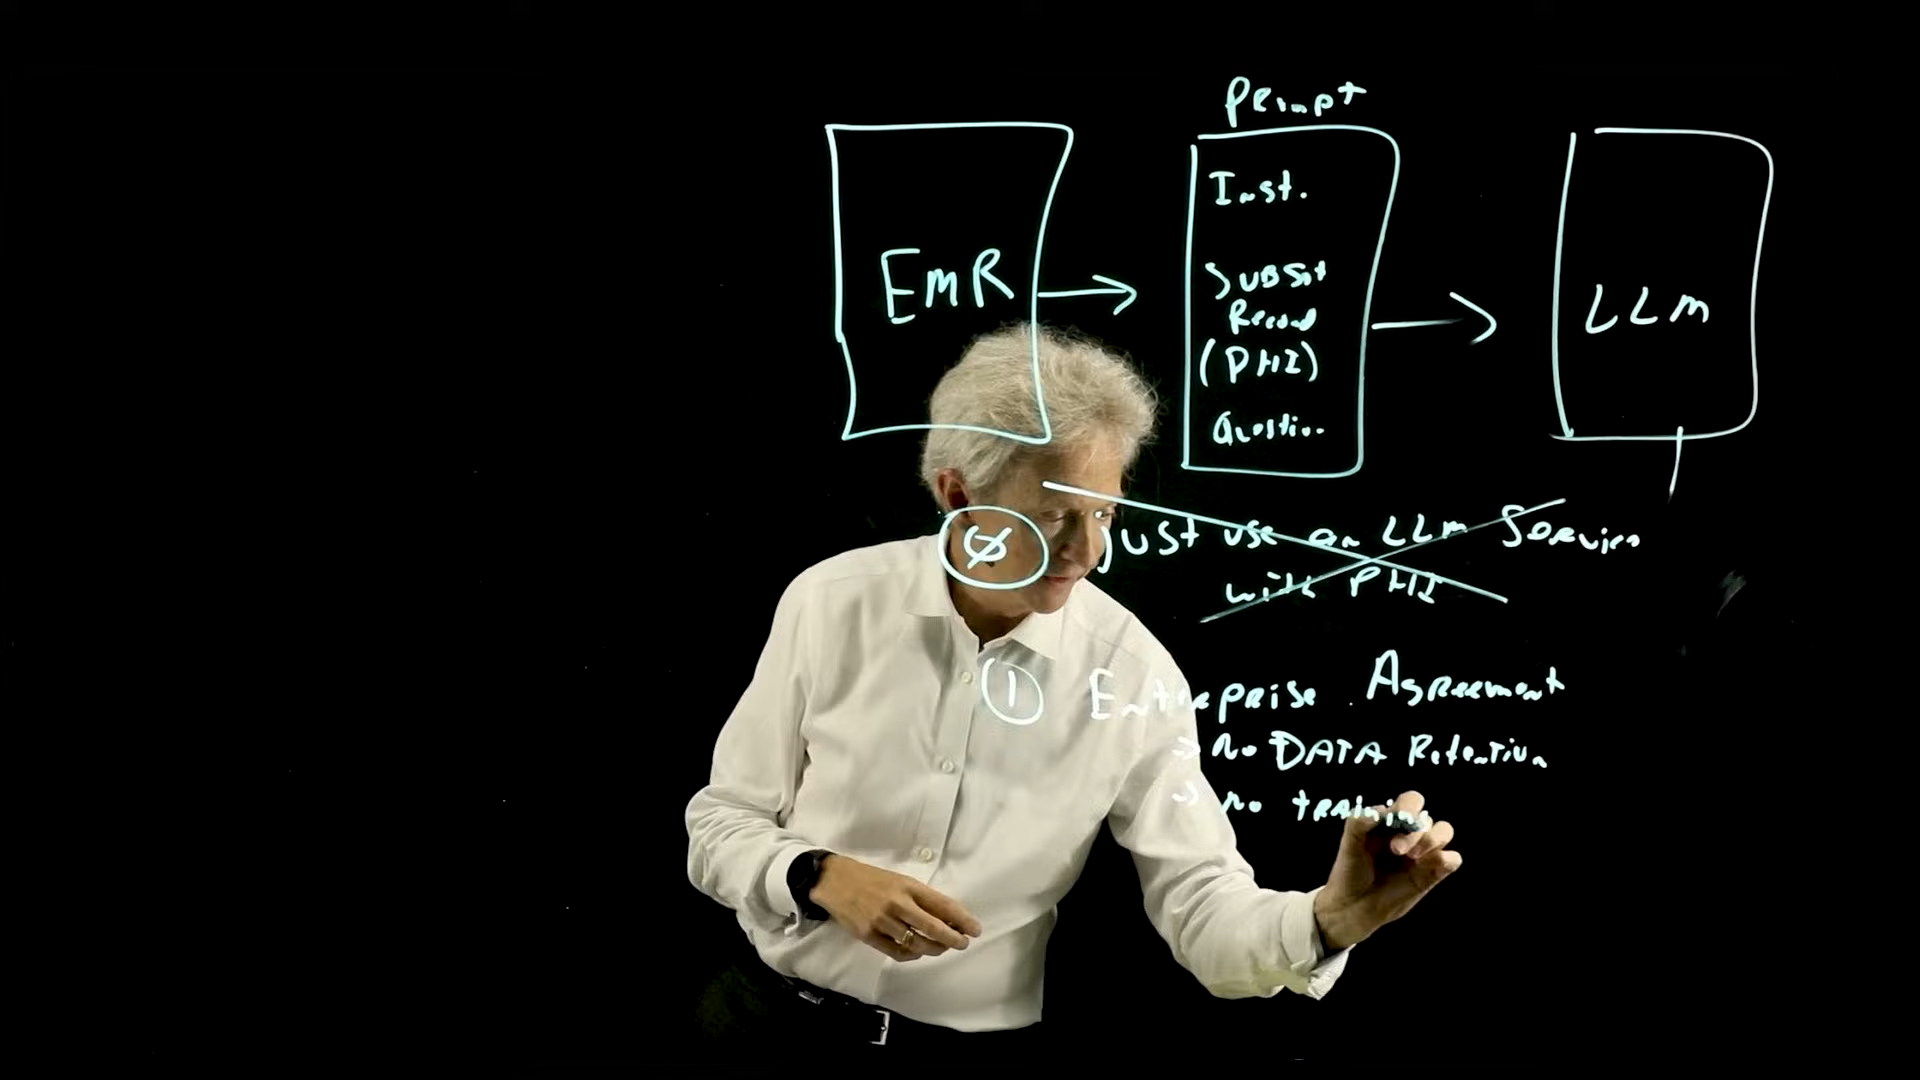 Prompt
EMR
Inst.
Subset
Record
(PHI)
Question
LLM
0 just use an LLM Service
with PHI
1 Enterprise Agreement
→ no DATA Retention
→ no training